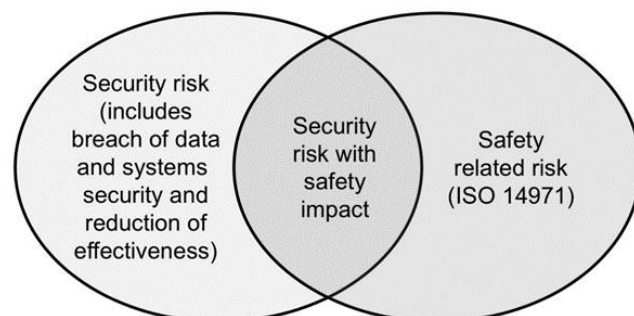 Security risk
(includes
breach of data
and systems
security and
reduction of
effectiveness)
Security
risk with
safety
impact
Safety
related risk
(ISO 14971)